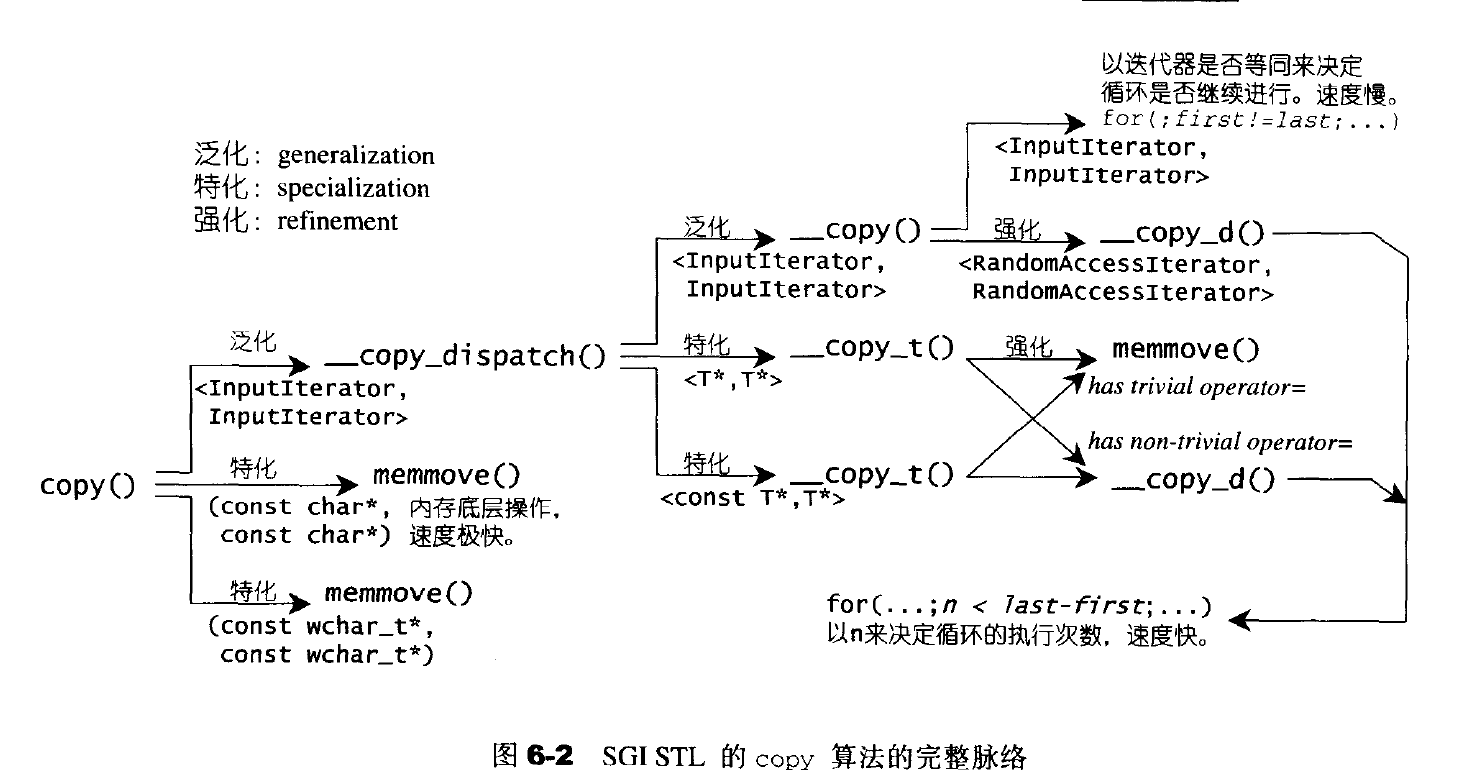 以迭代器是否等同来决定
循环是否继续进行。速度慢。
for(;first!=last;...)
<InputIterator,
InputIterator>
泛化: generalization
特化: specialization
强化: refinement
泛化
__copy()
强化
__copy_d()
<InputIterator,
InputIterator>
<RandomAccessIterator,
RandomAccessIterator>
泛化
__copy_dispatch()
特化
__copy_t()
强化
memmove()
<T*,T*>
has trivial operator=
<InputIterator,
InputIterator>
has non-trivial operator=
特化
__copy_t()
__copy_d()
<const T*,T*>
copy()
特化
memmove()
(const char*, 内存底层操作,
const char*) 速度极快。
特化
memmove()
(const wchar_t*,
const wchar_t*)
for(...;n < last-first;...)
以n来决定循环的执行次数, 速度快。
图 6-2 SGI STL 的 copy 算法的完整脉络